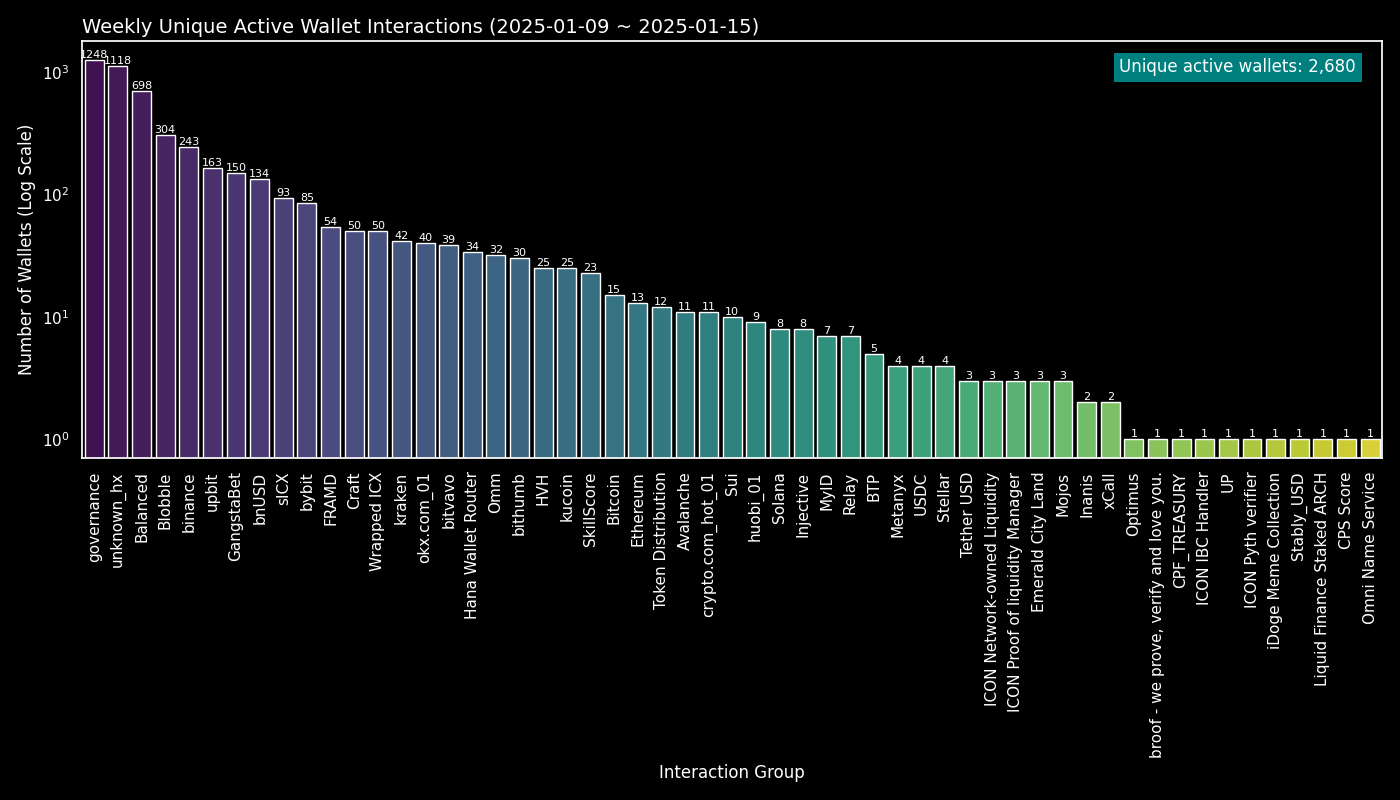 Weekly Unique Active Wallet Interactions (2025-01-09 ~ 2025-01-15)
Unique active wallets: 2,680
Number of Wallets (Log Scale)
10³
10²
10¹
10⁰
1248
1118
698
304
243
163
150
134
93
85
54
50
50
42
40
39
34
32
30
25
25
23
15
13
12
11
11
10
9
8
8
7
7
5
4
4
4
3
3
3
3
3
2
2
1
1
1
1
1
1
1
1
1
1
1
governance
unknown_hx
Balanced
Blobble
binance
upbit
GangstaBet
bnUSD
sICX
bybit
FRAMD
Craft
Wrapped ICX
kraken
okx.com_01
bitvavo
Hana Wallet Router
Omm
bithumb
HVH
kucoin
SkillScore
Bitcoin
Ethereum
Token Distribution
Avalanche
crypto.com_hot_01
Sui
huobi_01
Solana
Injective
MyID
Relay
BTP
Metanyx
USDC
Stellar
Tether USD
ICON Network-owned Liquidity
ICON Proof of liquidity Manager
Emerald City Land
Mojos
Inanis
xCall
Optimus
broof - we prove, verify and love you.
CPF_TREASURY
ICON IBC Handler
UP
ICON Pyth verifier
iDoge Meme Collection
Stably_USD
Liquid Finance Staked ARCH
CPS Score
Omni Name Service
Interaction Group